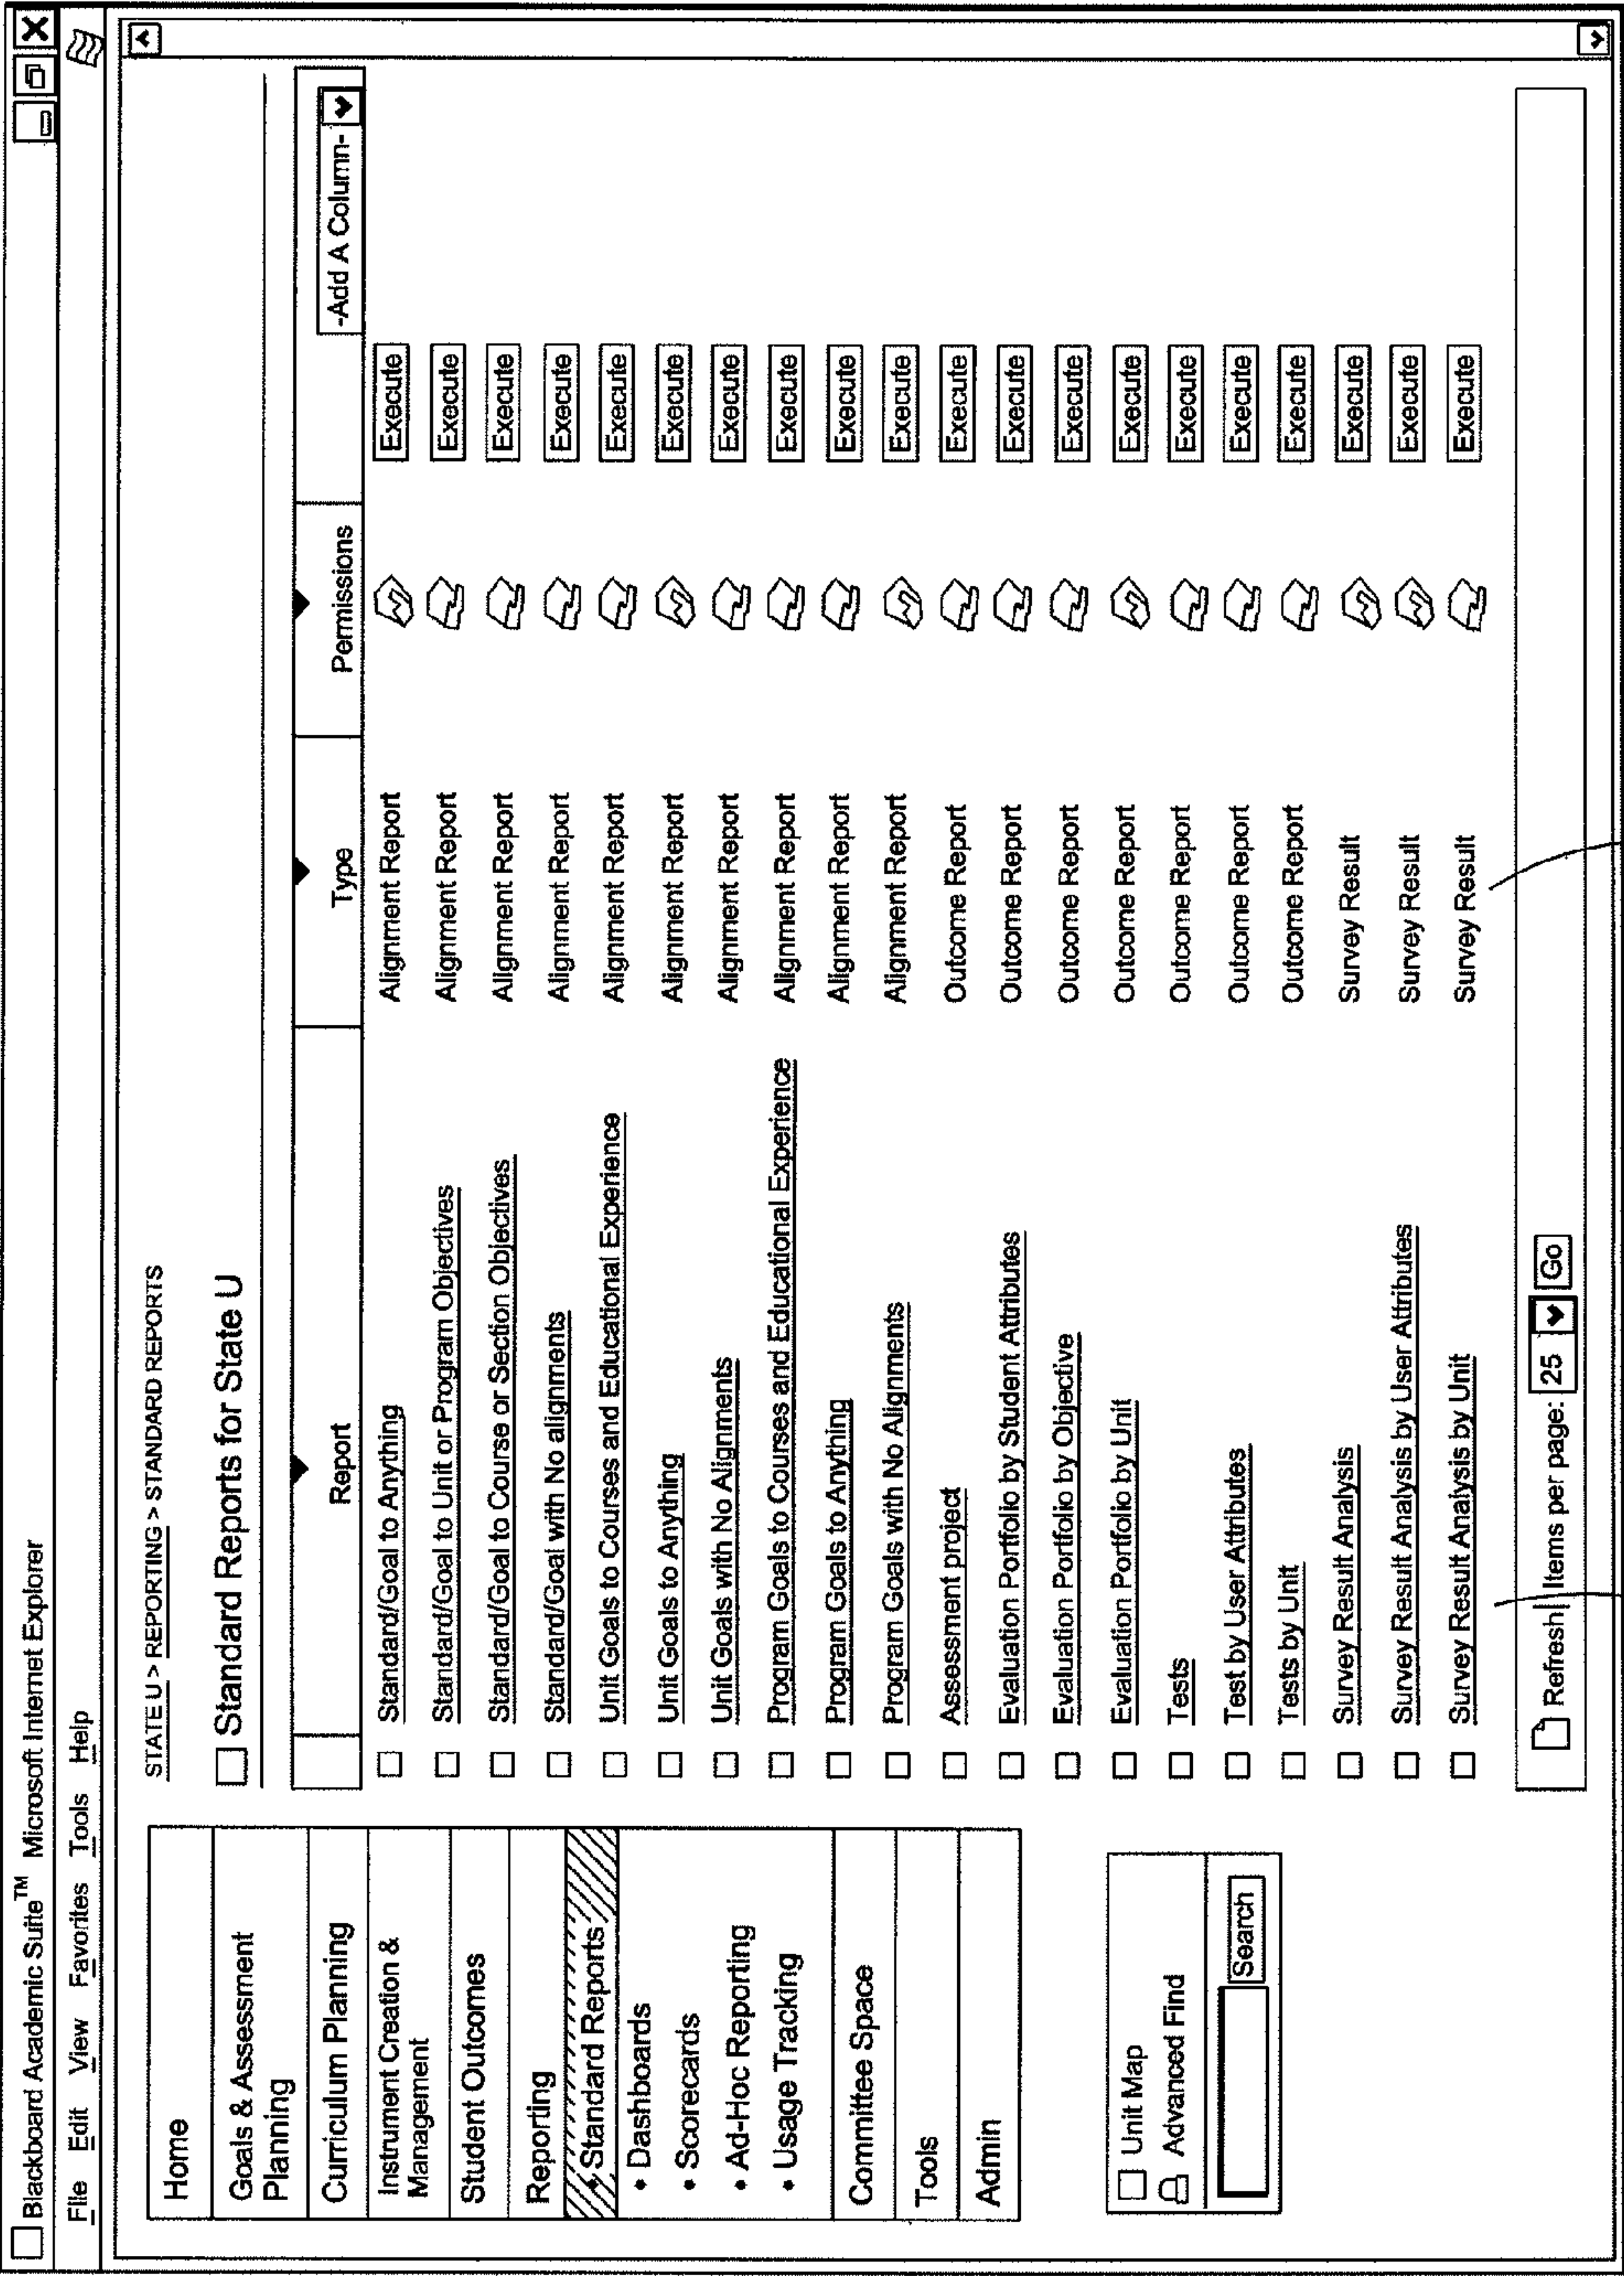 Blackboard Academic Suite™ Microsoft Internet Explorer
File Edit View Favorites Tools Help
Home
Goals & Assessment
Planning
Curriculum Planning
Instrument Creation &
Management
Student Outcomes
Reporting
• Standard Reports
• Dashboards
• Scorecards
• Ad-Hoc Reporting
• Usage Tracking
Committee Space
Tools
Admin
Unit Map
Advanced Find
Search
STATE U > REPORTING > STANDARD REPORTS
Standard Reports for State U
Report Type Permissions -Add A Column-
Standard/Goal to Anything Alignment Report Execute
Standard/Goal to Unit or Program Objectives Alignment Report Execute
Standard/Goal to Course or Section Objectives Alignment Report Execute
Standard/Goal with No alignments Alignment Report Execute
Unit Goals to Courses and Educational Experience Alignment Report Execute
Unit Goals to Anything Alignment Report Execute
Unit Goals with No Alignments Alignment Report Execute
Program Goals to Courses and Educational Experience Alignment Report Execute
Program Goals to Anything Alignment Report Execute
Program Goals with No Alignments Alignment Report Execute
Assessment project Outcome Report Execute
Evaluation Portfolio by Student Attributes Outcome Report Execute
Evaluation Portfolio by Objective Outcome Report Execute
Evaluation Portfolio by Unit Outcome Report Execute
Tests Outcome Report Execute
Test by User Attributes Outcome Report Execute
Tests by Unit Outcome Report Execute
Survey Result Analysis Survey Result Execute
Survey Result Analysis by User Attributes Survey Result Execute
Survey Result Analysis by Unit Survey Result Execute
Refresh| Items per page: 25 Go